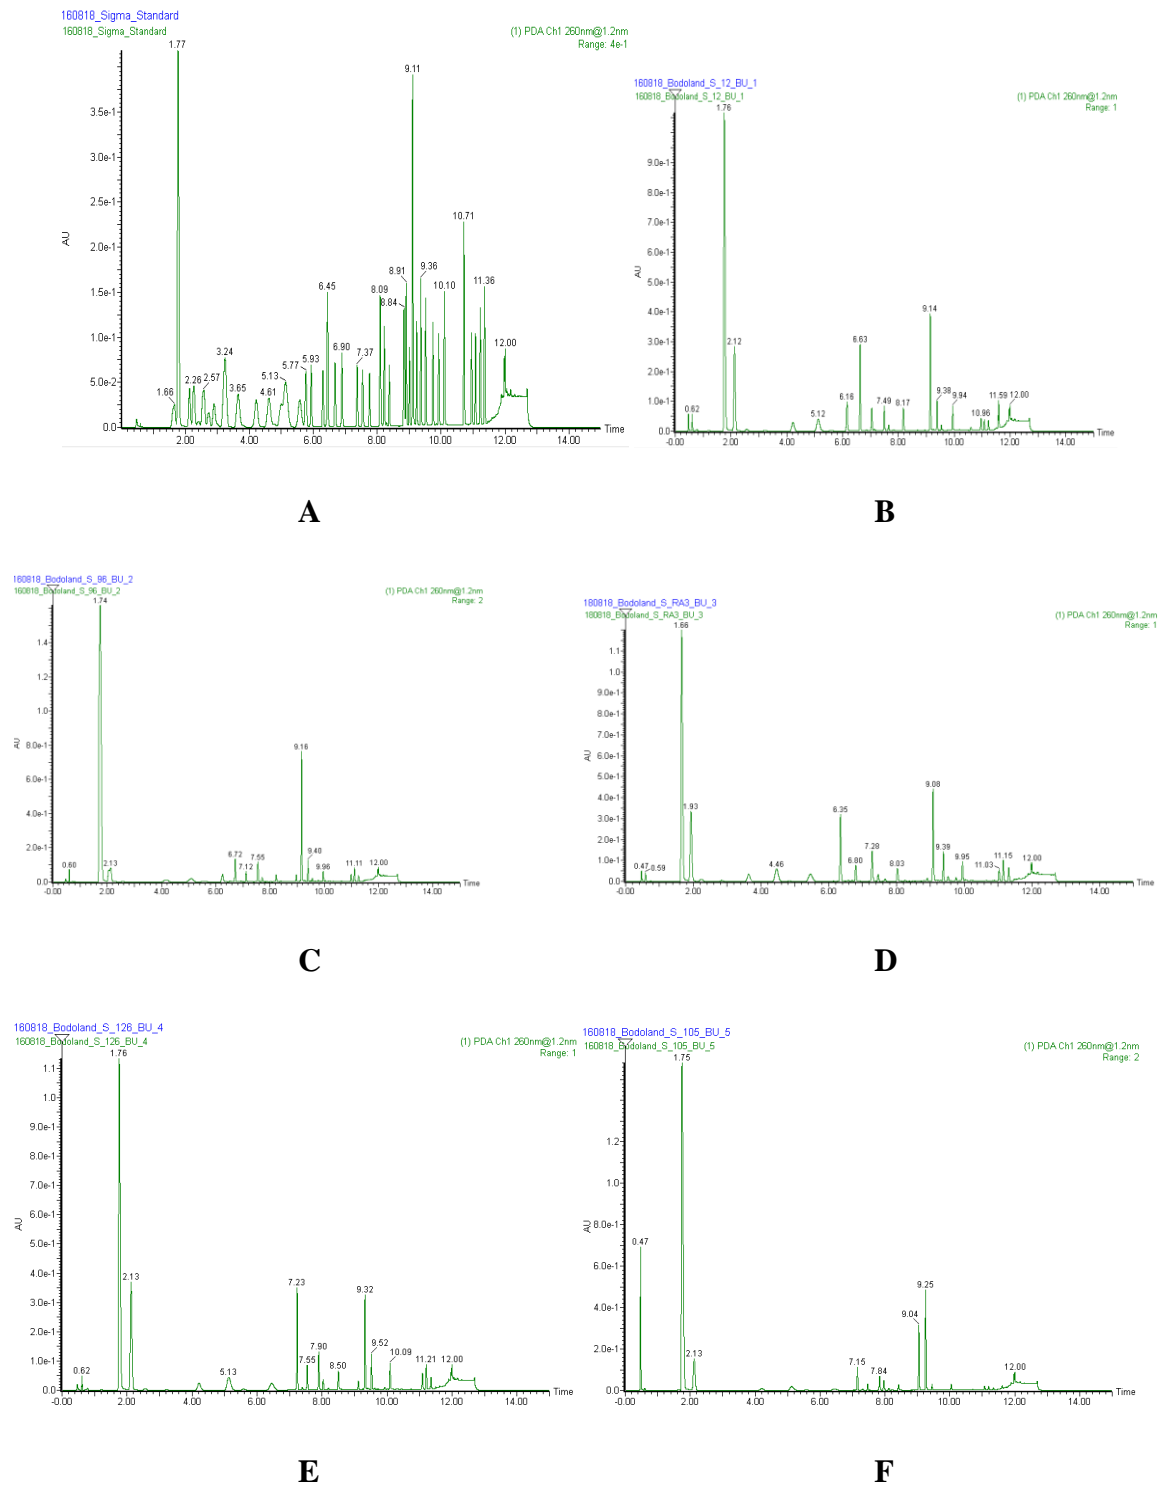 160818_Sigma_Standard
160818_Sigma_Standard
(1) PDA Ch1 260nm@1.2nm
Range: 4e-1
1.77
9.11
3.5e-1
3.0e-1
2.5e-1
10.71
AU
2.0e-1
8.91
9.36
11.36
6.45
8.09
10.10
1.5e-1
8.84
1.0e-1
6.90
12.00
3.24
7.37
5.77
5.93
5.13
2.26
2.57
3.65
4.61
5.0e-2
1.66
0.0
2.00
4.00
6.00
8.00
10.00
12.00
14.00
Time
A
160818_Bodoland_S_12_BU_1
160818_Bodoland_S_12_BU_1
(1) PDA Ch1 260nm@1.2nm
Range: 1
1.76
9.0e-1
8.0e-1
7.0e-1
6.0e-1
AU
5.0e-1
4.0e-1
9.14
3.0e-1
2.12
6.63
2.0e-1
1.0e-1
0.62
5.12
6.16
7.49
8.17
9.38
9.94
10.96
11.59
12.00
0.0
-0.00
2.00
4.00
6.00
8.00
10.00
12.00
14.00
Time
B
160818_Bodoland_S_96_BU_2
160818_Bodoland_S_96_BU_2
(1) PDA Ch1 260nm@1.2nm
Range: 2
1.74
1.4
1.2
1.0
AU
8.0e-1
9.16
6.0e-1
4.0e-1
2.0e-1
0.60
2.13
6.72
7.12
7.55
9.40
9.96
11.11
12.00
0.0
-0.00
2.00
4.00
6.00
8.00
10.00
12.00
14.00
Time
C
180818_Bodoland_S_RA3_BU_3
180818_Bodoland_S_RA3_BU_3
(1) PDA Ch1 260nm@1.2nm
Range: 1
1.66
1.1
1.0
9.0e-1
8.0e-1
7.0e-1
AU
6.0e-1
5.0e-1
4.0e-1
9.08
3.0e-1
1.93
6.35
2.0e-1
1.0e-1
0.47
0.59
4.46
6.80
7.28
8.03
9.39
9.95
11.03
11.15
12.00
0.0
-0.00
2.00
4.00
6.00
8.00
10.00
12.00
14.00
Time
D
160818_Bodoland_S_126_BU_4
160818_Bodoland_S_126_BU_4
(1) PDA Ch1 260nm@1.2nm
Range: 1
1.76
1.1
1.0
9.0e-1
8.0e-1
7.0e-1
6.0e-1
AU
5.0e-1
4.0e-1
2.13
7.23
9.32
3.0e-1
2.0e-1
1.0e-1
0.62
5.13
7.55
7.90
8.50
9.52
10.09
11.21
12.00
0.0
-0.00
2.00
4.00
6.00
8.00
10.00
12.00
14.00
Time
E
160818_Bodoland_S_105_BU_5
160818_Bodoland_S_105_BU_5
(1) PDA Ch1 260nm@1.2nm
Range: 2
1.75
1.2
1.0
AU
8.0e-1
0.47
6.0e-1
4.0e-1
9.25
9.04
2.0e-1
2.13
7.15
7.84
12.00
0.0
-0.00
2.00
4.00
6.00
8.00
10.00
12.00
14.00
Time
F